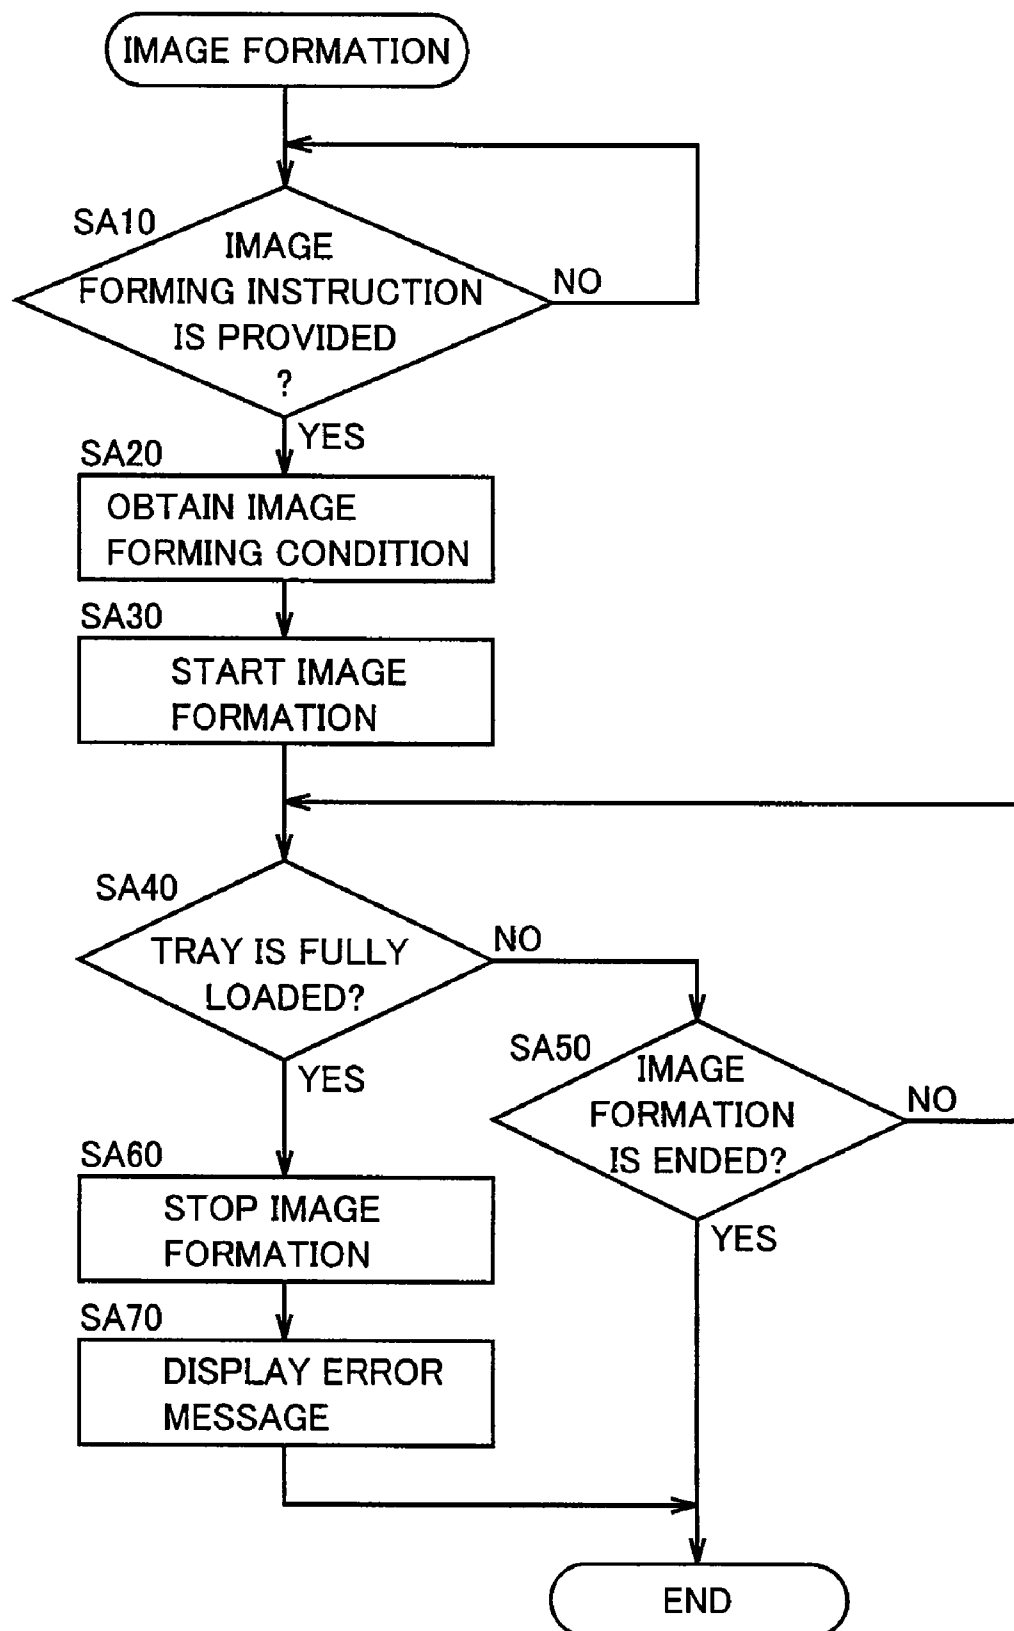 IMAGE FORMATION
SA10
IMAGE
FORMING INSTRUCTION
IS PROVIDED
?
NO
YES
SA20
OBTAIN IMAGE
FORMING CONDITION
SA30
START IMAGE
FORMATION
SA40
TRAY IS FULLY
LOADED?
NO
YES
SA50
IMAGE
FORMATION
IS ENDED?
NO
YES
SA60
STOP IMAGE
FORMATION
SA70
DISPLAY ERROR
MESSAGE
END